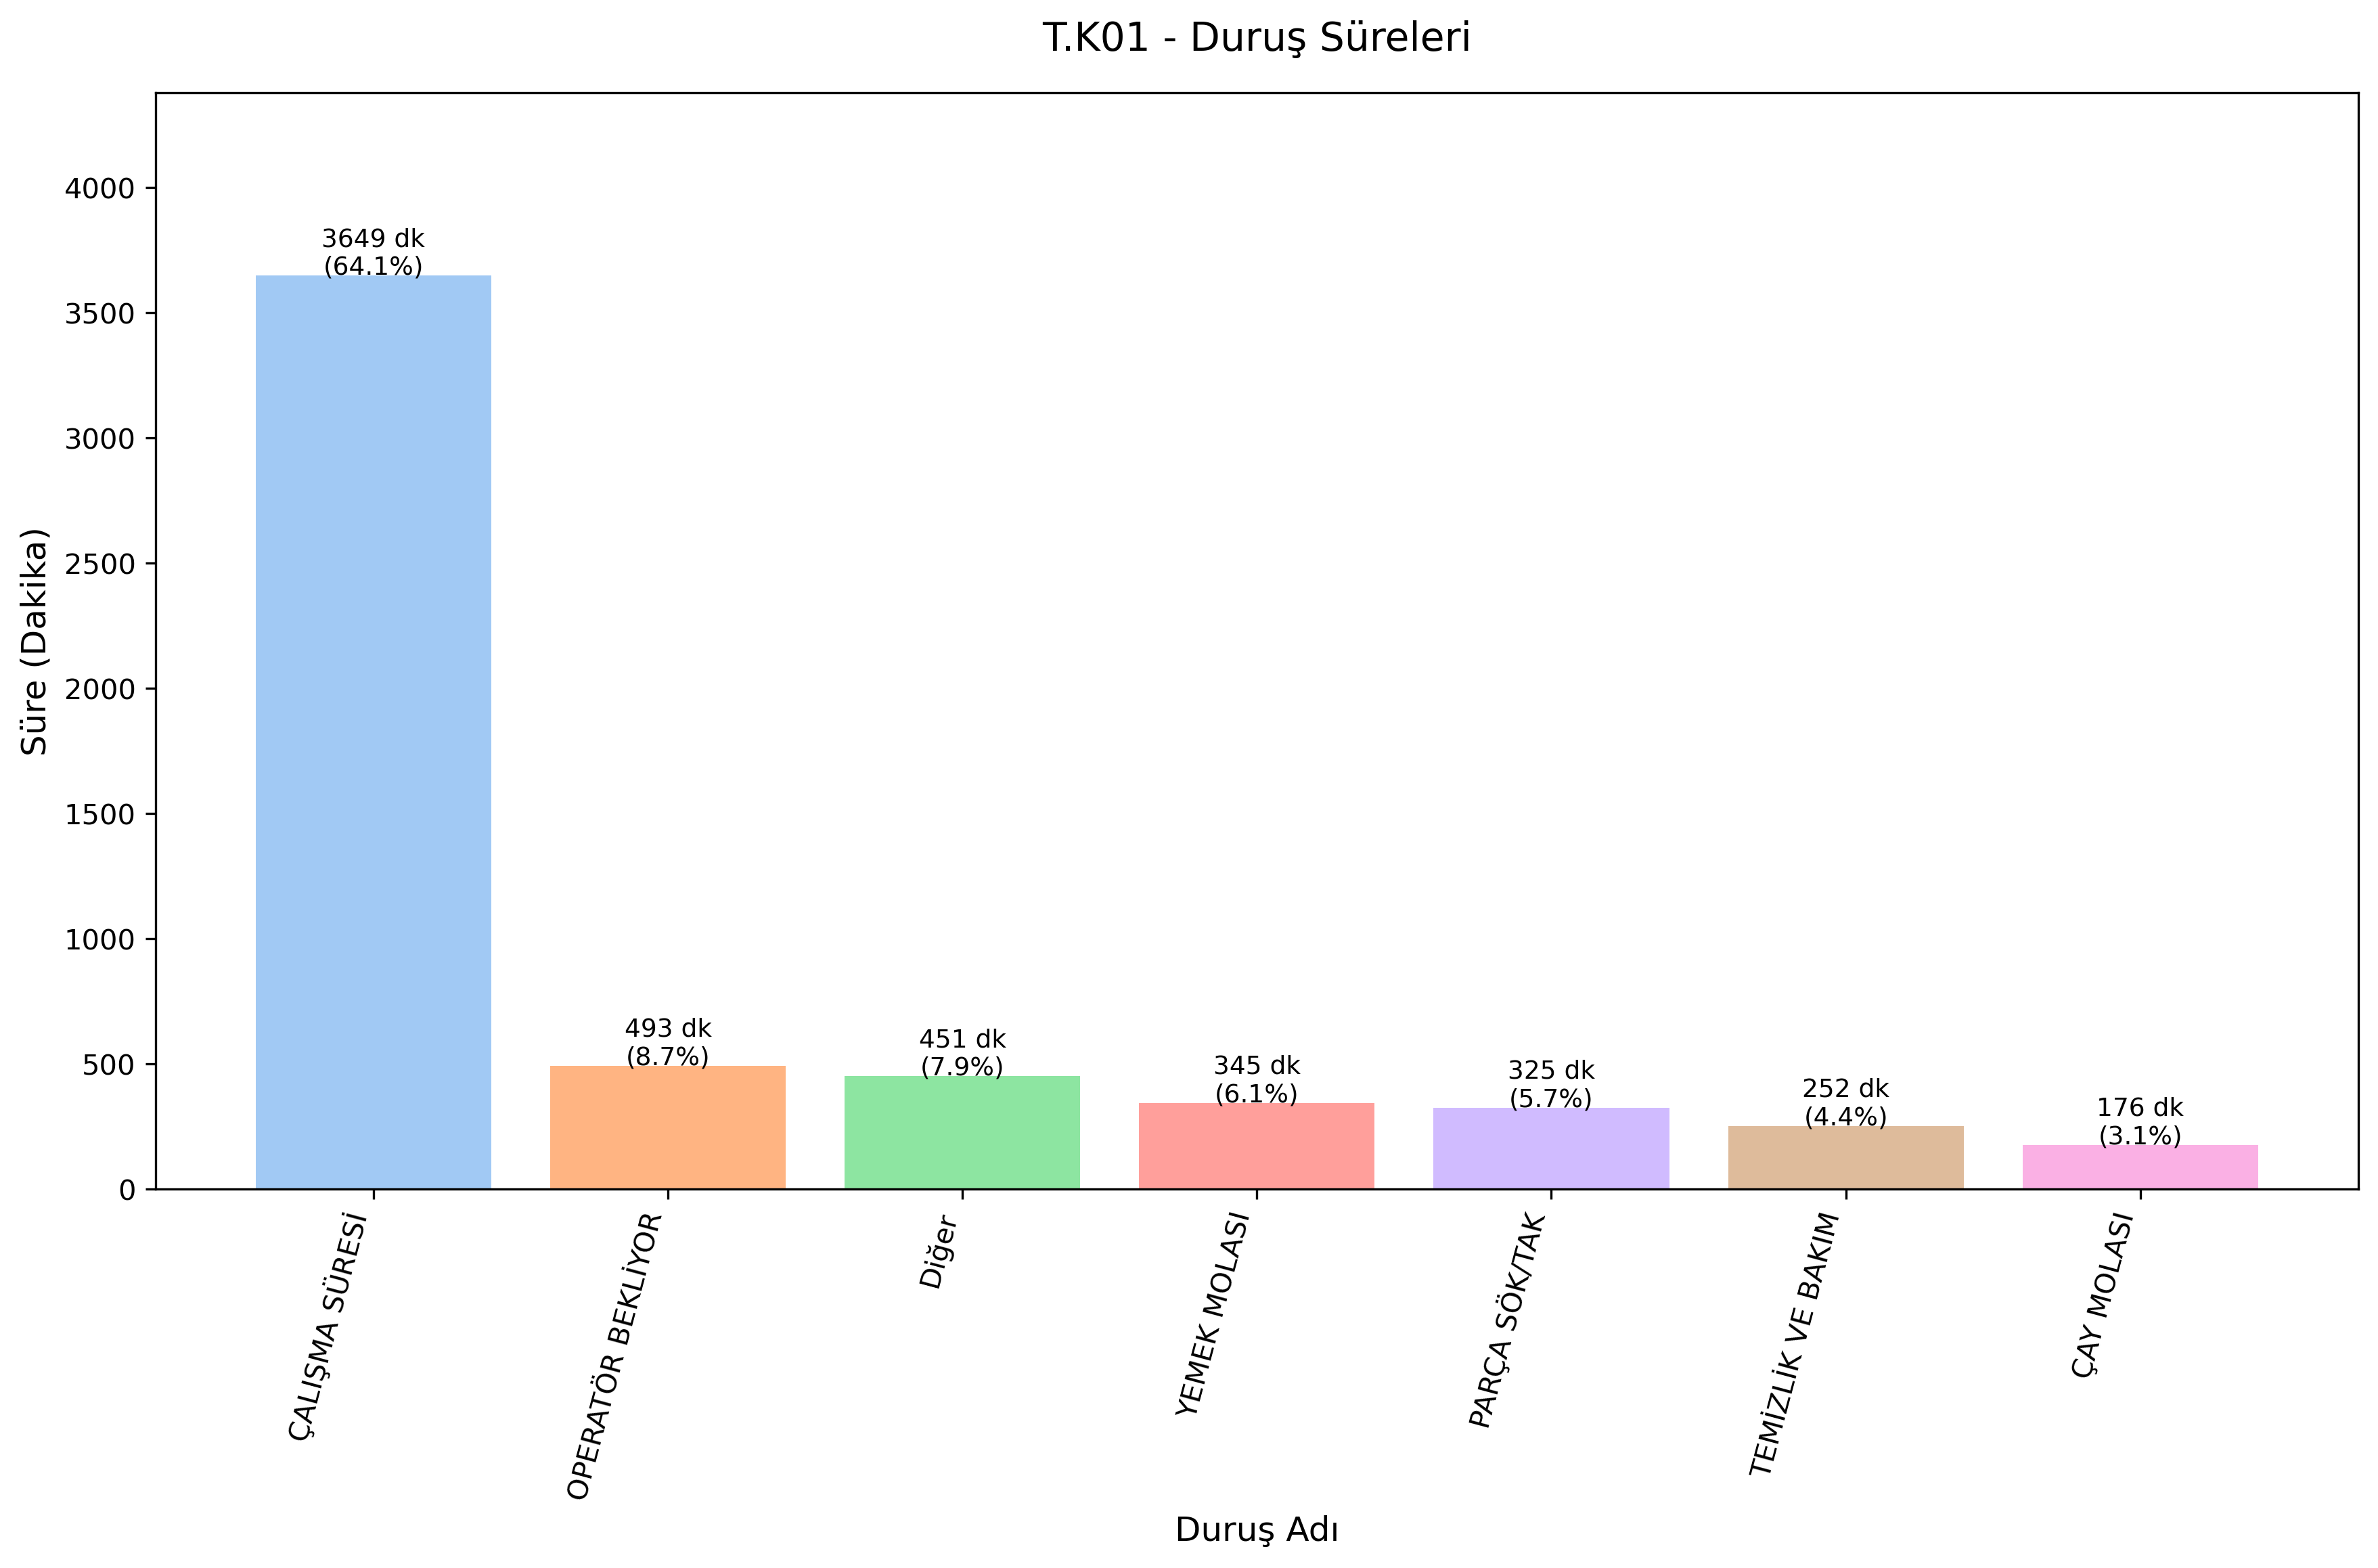 T.K01 - Duruş Süreleri
Süre (Dakika)
4000
3500
3000
2500
2000
1500
1000
500
0
3649 dk
(64.1%)
493 dk
(8.7%)
451 dk
(7.9%)
345 dk
(6.1%)
325 dk
(5.7%)
252 dk
(4.4%)
176 dk
(3.1%)
ÇALIŞMA SÜRESİ
OPERATÖR BEKLİYOR
Diğer
YEMEK MOLASI
PARÇA SÖK/TAK
TEMİZLİK VE BAKIM
ÇAY MOLASI
Duruş Adı